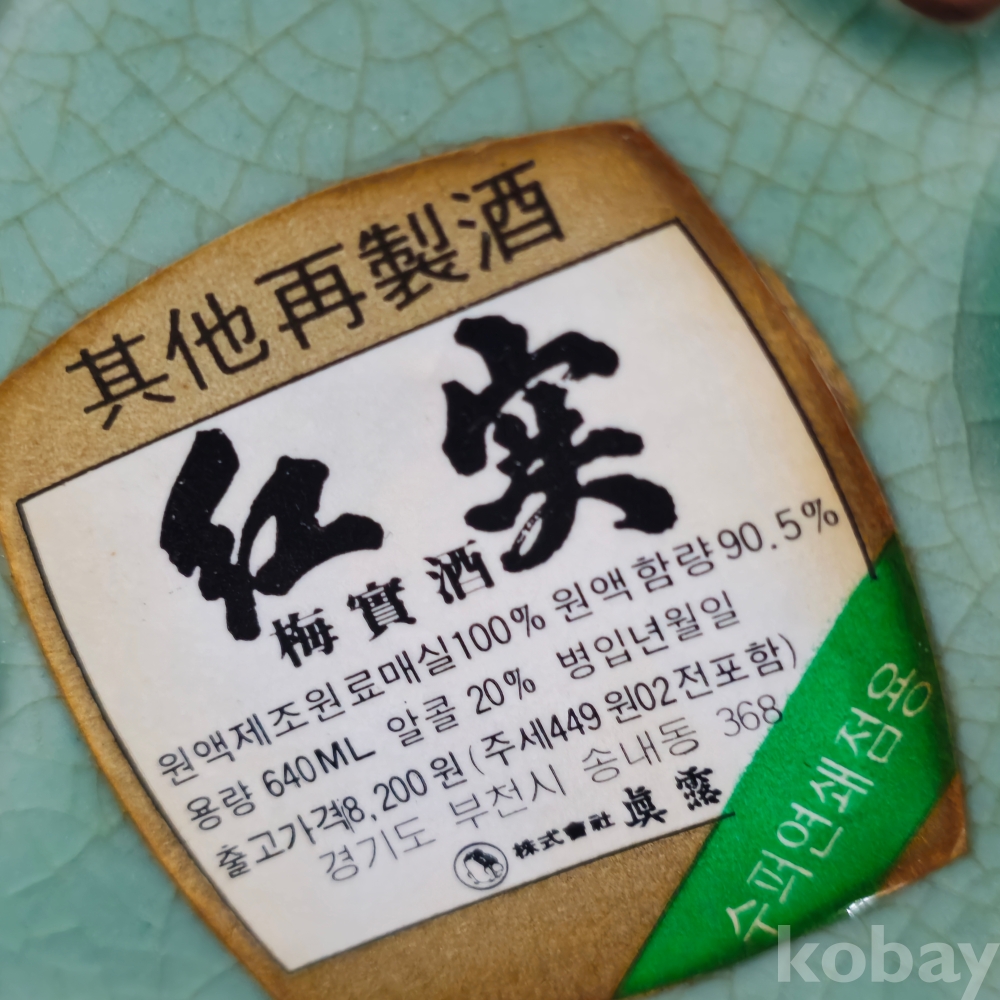 其他再製酒
红实
梅實酒
원액제조원료매실100% 원액함량90.5%
용량 640ML 알콜 20% 병입년월일
출고가격8,200원(주세449원02전포함)
경기도 부천시 송내동 368
株式會社 眞露
수퍼연쇄점용
kobay